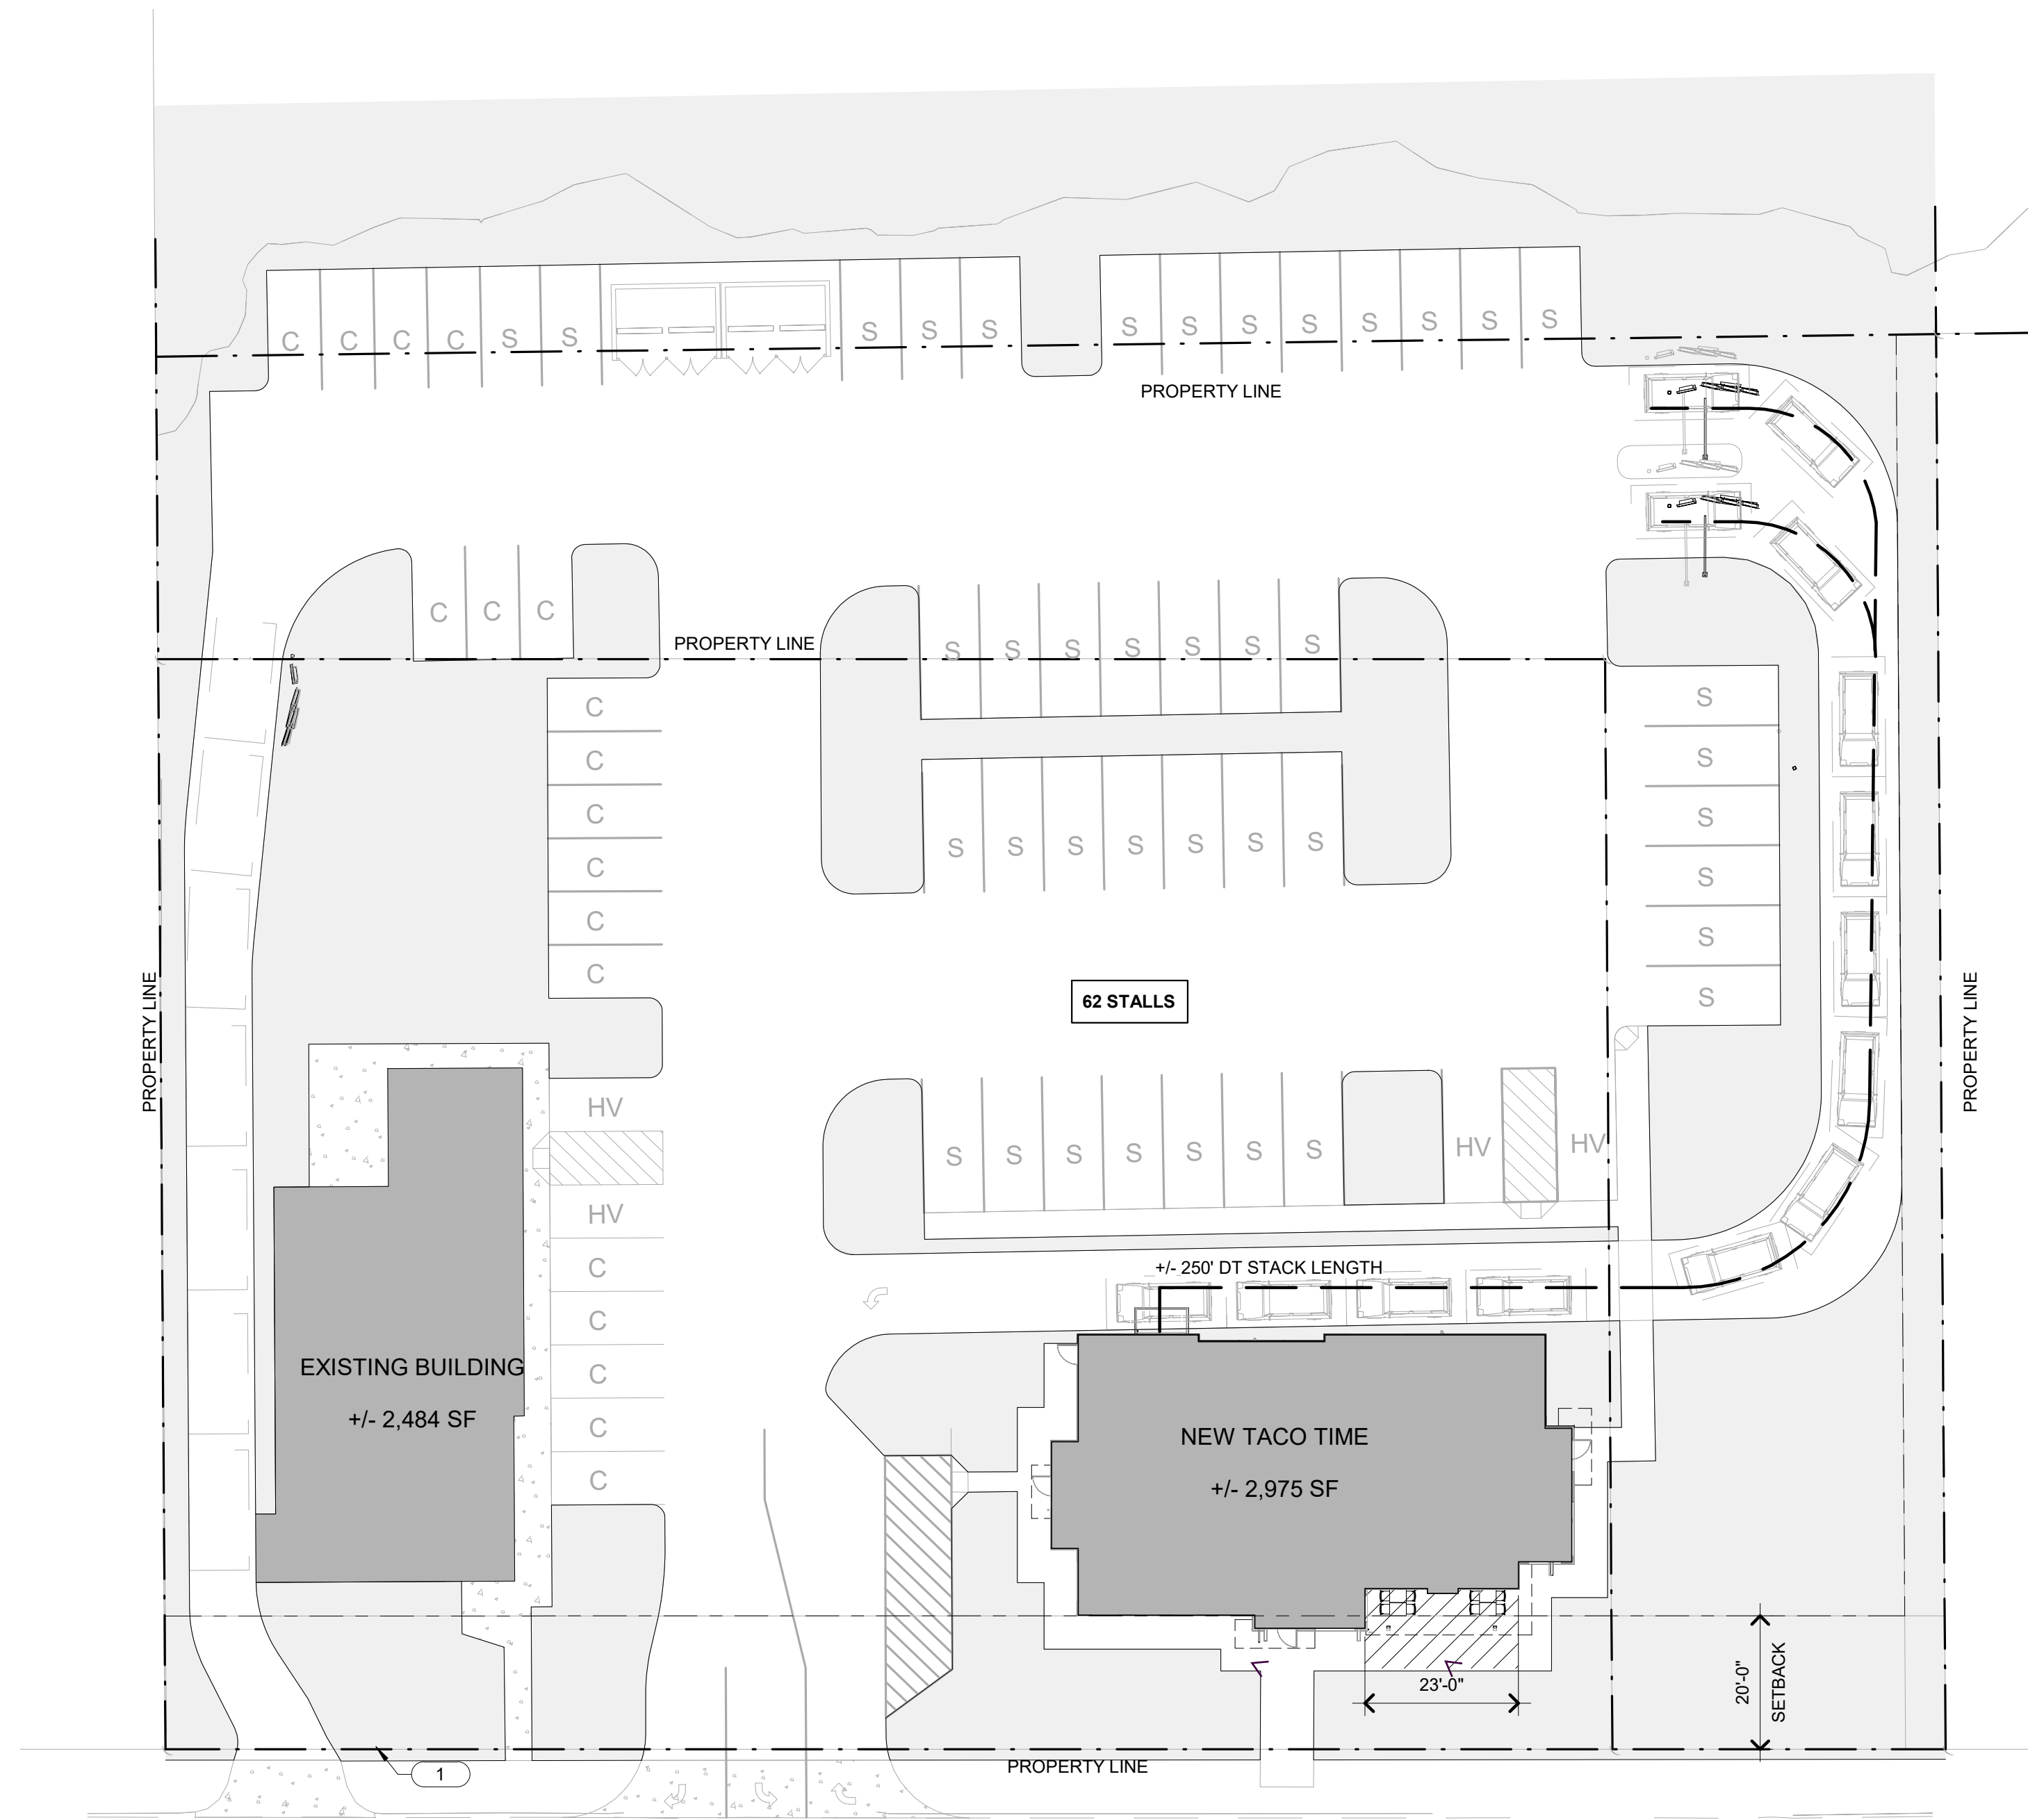 C C C C S S S S S S S S S S S S S
PROPERTY LINE
C C C
PROPERTY LINE
S S S S S S S
C
C
C
C
C
C
S S S S S S S
S
S
S
S
S
S
PROPERTY LINE
62 STALLS
PROPERTY LINE
HV
HV
C
C
C
C
C
S S S S S S S HV HV
+/- 250' DT STACK LENGTH
EXISTING BUILDING
+/- 2,484 SF
NEW TACO TIME
+/- 2,975 SF
23'-0"
20'-0"
SETBACK
PROPERTY LINE
1